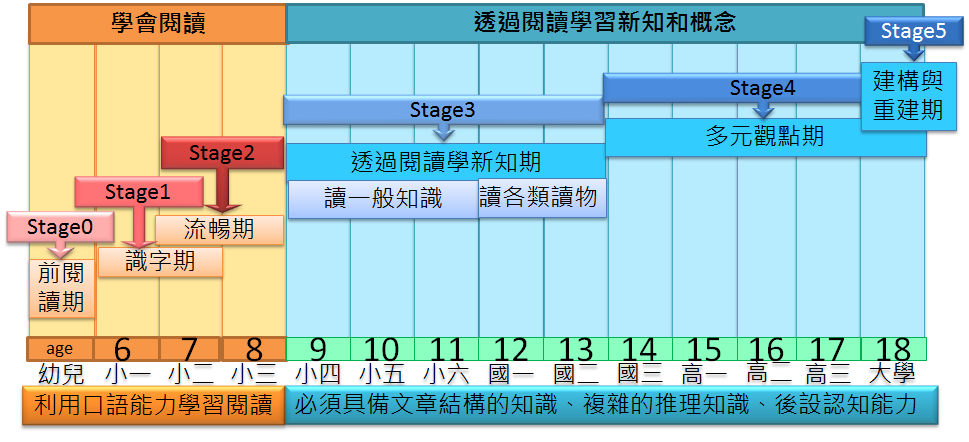 學會閱讀
透過閱讀學習新知和概念
Stage5
建構與
重建期
Stage4
多元觀點期
Stage3
透過閱讀學新知期
讀一般知識
讀各類讀物
Stage2
流暢期
Stage1
識字期
Stage0
前閱
讀期
age 6 7 8 9 10 11 12 13 14 15 16 17 18
幼兒 小一 小二 小三 小四 小五 小六 國一 國二 國三 高一 高二 高三 大學
利用口語能力學習閱讀
必須具備文章結構的知識、複雜的推理知識、後設認知能力